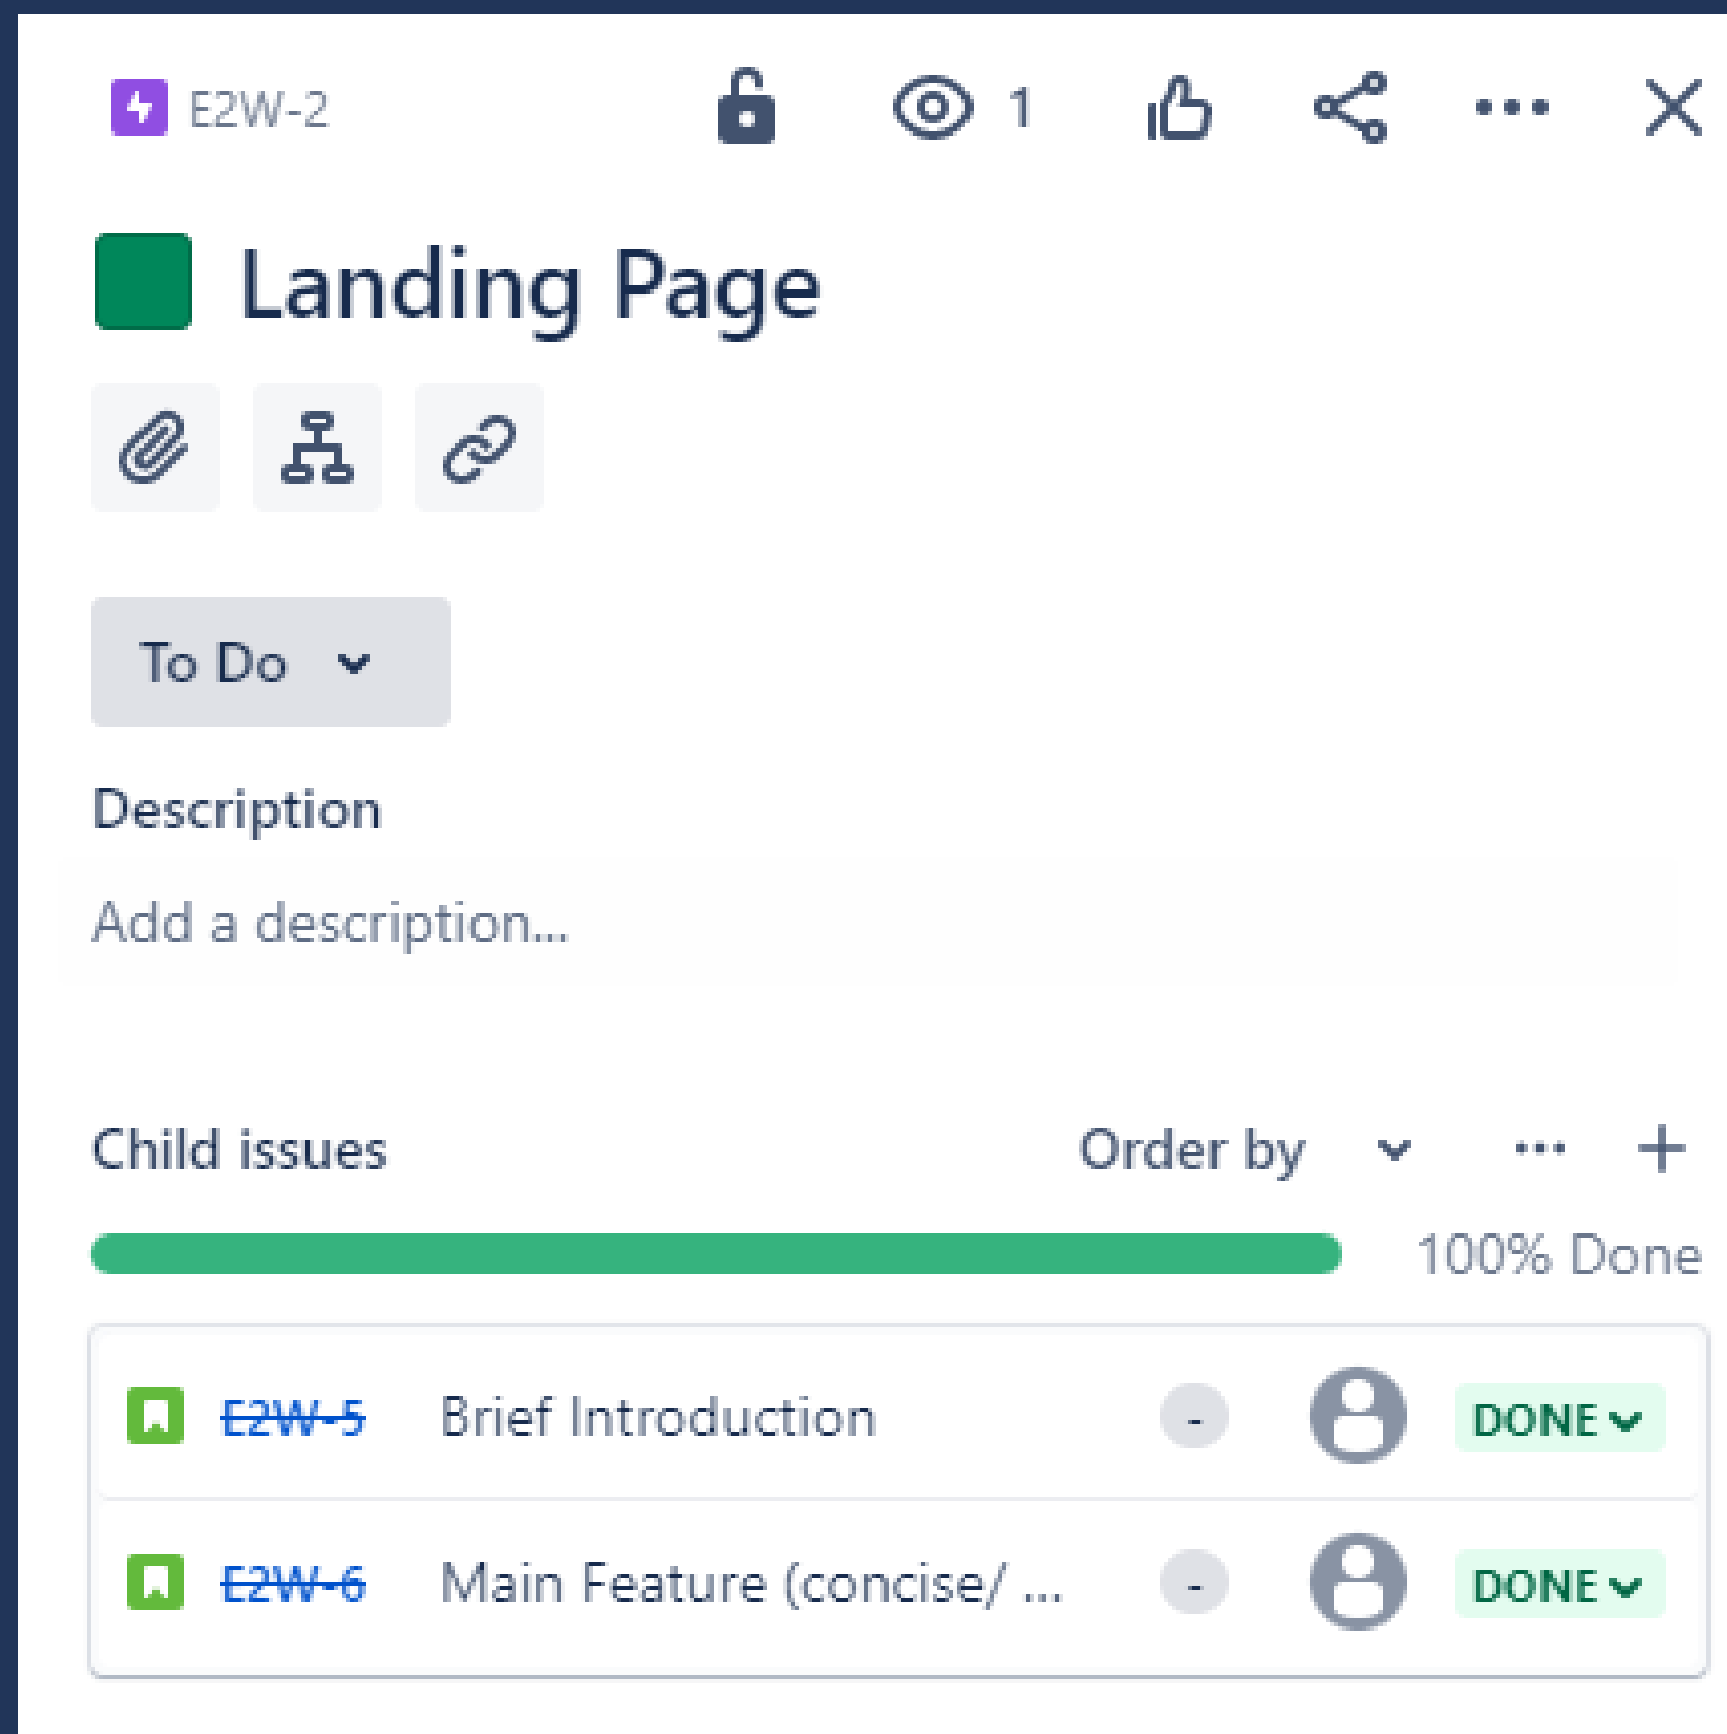 E2W-2 1
Landing Page
To Do
Description
Add a description...
Child issues Order by
100% Done
E2W-5 Brief Introduction - DONE
E2W-6 Main Feature (concise/ ... - DONE